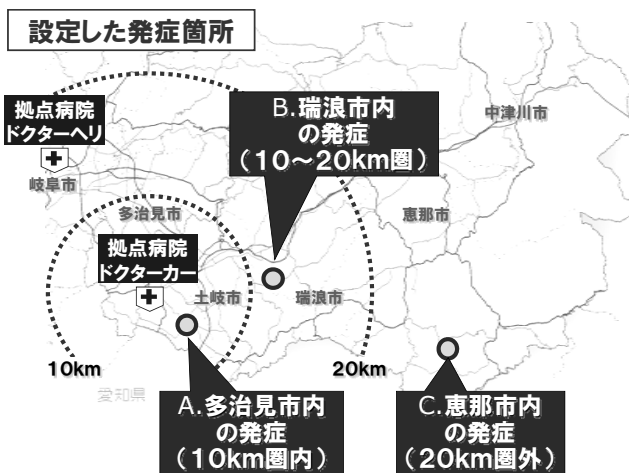 設定した発症箇所
拠点病院
ドクターヘリ
岐阜市
B.瑞浪市内
の発症
（10～20km圏）
中津川市
多治見市
恵那市
拠点病院
ドクターカー
土岐市
瑞浪市
10km
20km
愛知県
A.多治見市内
の発症
（10km圏内）
C.恵那市内
の発症
（20km圏外）